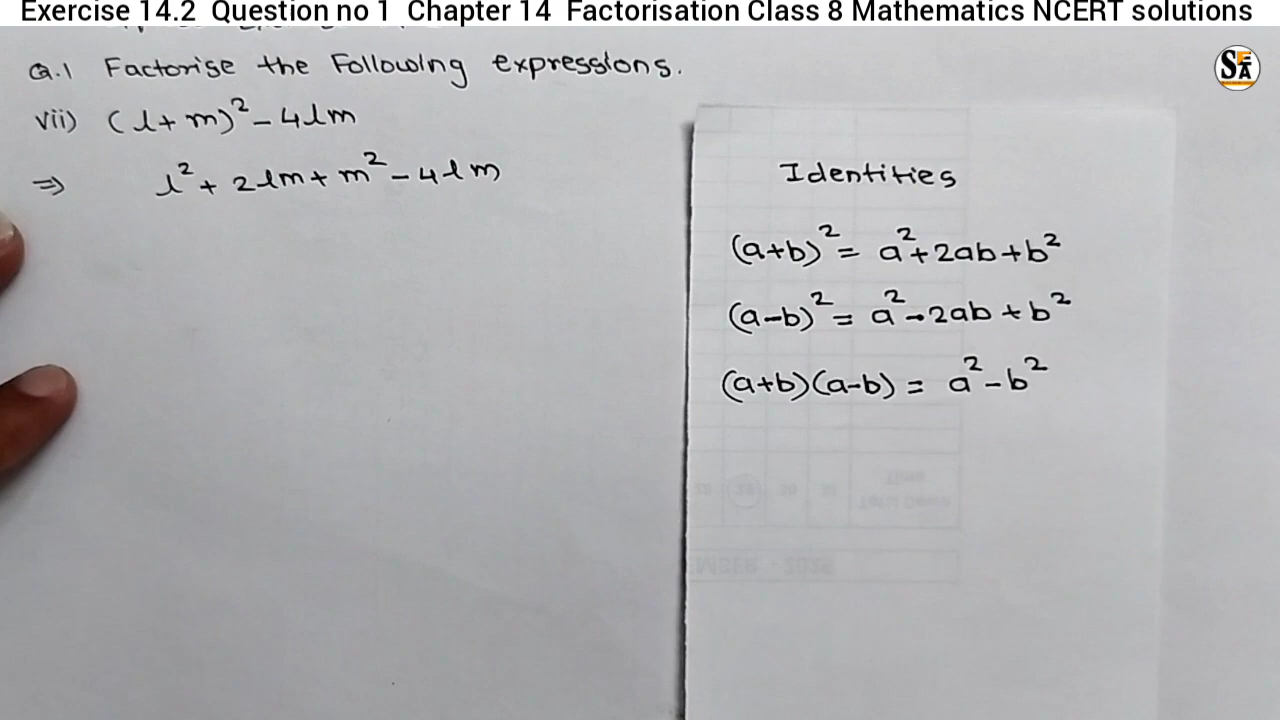 Exercise 14.2 Question no 1 Chapter 14 Factorisation Class 8 Mathematics NCERT solutions
Q.1 Factorise the Following expressions.
vii) (l+m)² - 4lm
⇒ l² + 2lm + m² - 4lm
SFA
Identities
(a+b)² = a²+2ab+b²
(a-b)² = a²-2ab+b²
(a+b)(a-b) = a²-b²